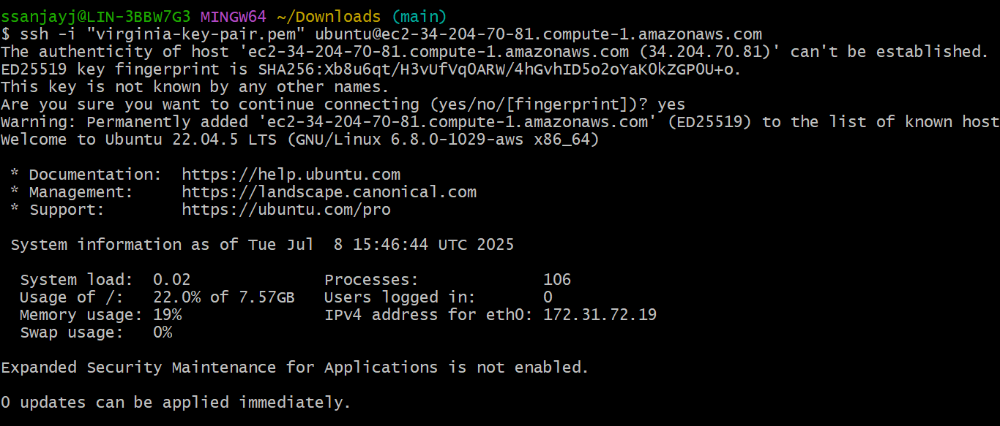 ssanjayj@LIN-3BBW7G3 MINGW64 ~/Downloads (main)
$ ssh -i "virginia-key-pair.pem" ubuntu@ec2-34-204-70-81.compute-1.amazonaws.com
The authenticity of host 'ec2-34-204-70-81.compute-1.amazonaws.com (34.204.70.81)' can't be established.
ED25519 key fingerprint is SHA256:Xb8u6qt/H3vUfVq0ARW/4hGvhID5o2oYaK0kZGP0U+o.
This key is not known by any other names.
Are you sure you want to continue connecting (yes/no/[fingerprint])? yes
Warning: Permanently added 'ec2-34-204-70-81.compute-1.amazonaws.com' (ED25519) to the list of known host
Welcome to Ubuntu 22.04.5 LTS (GNU/Linux 6.8.0-1029-aws x86_64)
* Documentation: https://help.ubuntu.com
* Management: https://landscape.canonical.com
* Support: https://ubuntu.com/pro
System information as of Tue Jul 8 15:46:44 UTC 2025
System load: 0.02 Processes: 106
Usage of /: 22.0% of 7.57GB Users logged in: 0
Memory usage: 19% IPv4 address for eth0: 172.31.72.19
Swap usage: 0%
Expanded Security Maintenance for Applications is not enabled.
0 updates can be applied immediately.